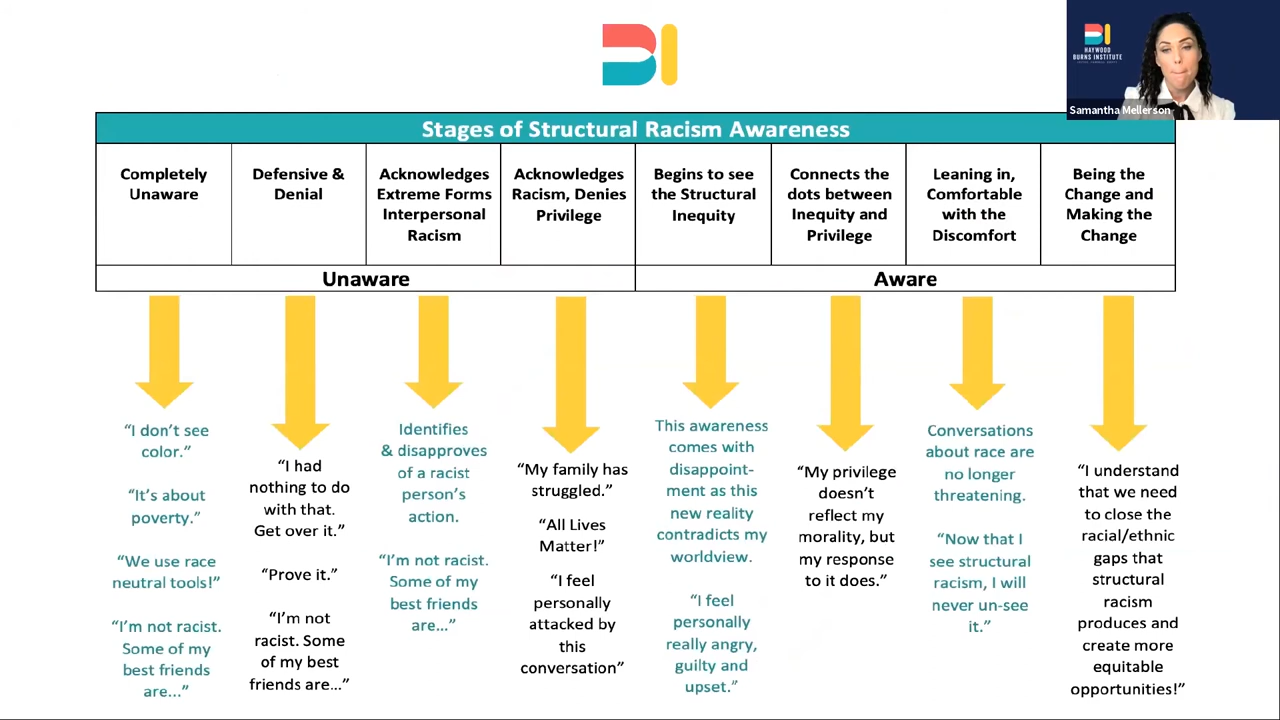 HAYWOOD
BURNS INSTITUTE
Samantha Mellerson
Stages of Structural Racism Awareness
Completely
Unaware
Defensive &
Denial
Acknowledges
Extreme Forms
Interpersonal
Racism
Acknowledges
Racism, Denies
Privilege
Begins to see
the Structural
Inequity
Connects the
dots between
Inequity and
Privilege
Leaning in,
Comfortable
with the
Discomfort
Being the
Change and
Making the
Change
Unaware
Aware
“I don’t see
color.”
“It’s about
poverty.”
“We use race
neutral tools!”
“I’m not racist.
Some of my
best friends
are...”
“I had
nothing to do
with that.
Get over it.”
“Prove it.”
“I’m not
racist. Some
of my best
friends are...”
Identifies
& disapproves
of a racist
person’s
action.
“I’m not racist.
Some of my
best friends
are...”
“My family has
struggled.”
“All Lives
Matter!”
“I feel
personally
attacked by
this
conversation”
This awareness
comes with
disappoint-
ment as this
new reality
contradicts my
worldview.
“I feel
personally
really angry,
guilty and
upset.”
“My privilege
doesn’t
reflect my
morality, but
my response
to it does.”
Conversations
about race are
no longer
threatening.
“Now that I
see structural
racism, I will
never un-see
it.”
“I understand
that we need
to close the
racial/ethnic
gaps that
structural
racism
produces and
create more
equitable
opportunities!”